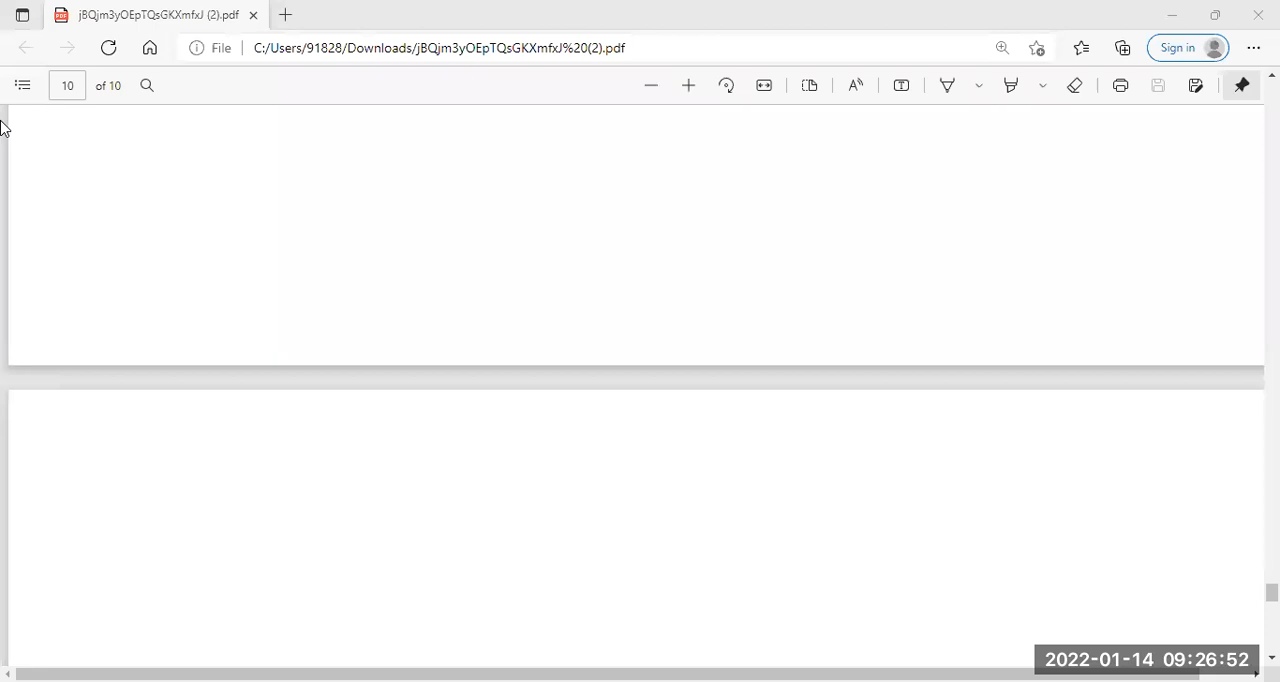 jBQjm3yOEpTQsGKXmfxJ (2).pdf
File C:/Users/91828/Downloads/jBQjm3yOEpTQsGKXmfxJ%20(2).pdf Sign in
10 of 10
2022-01-14 09:26:52